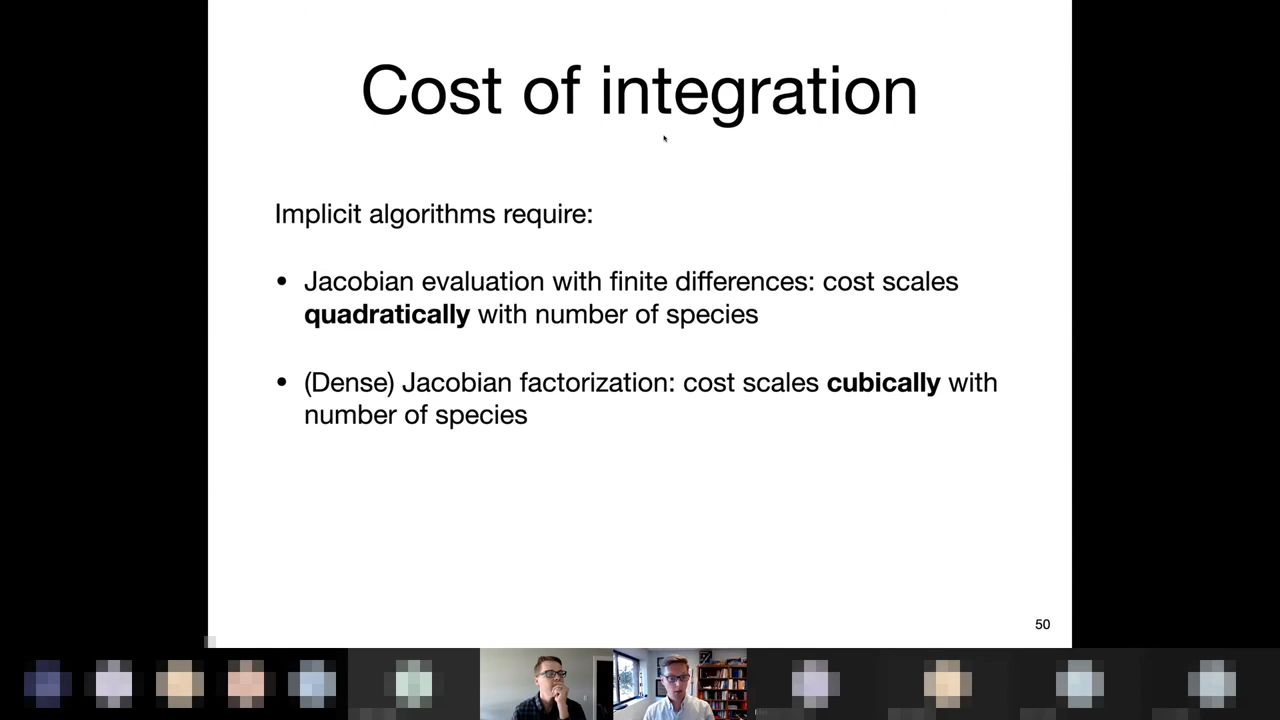 Cost of integration
Implicit algorithms require:
• Jacobian evaluation with finite differences: cost scales
quadratically with number of species
• (Dense) Jacobian factorization: cost scales cubically with
number of species
50